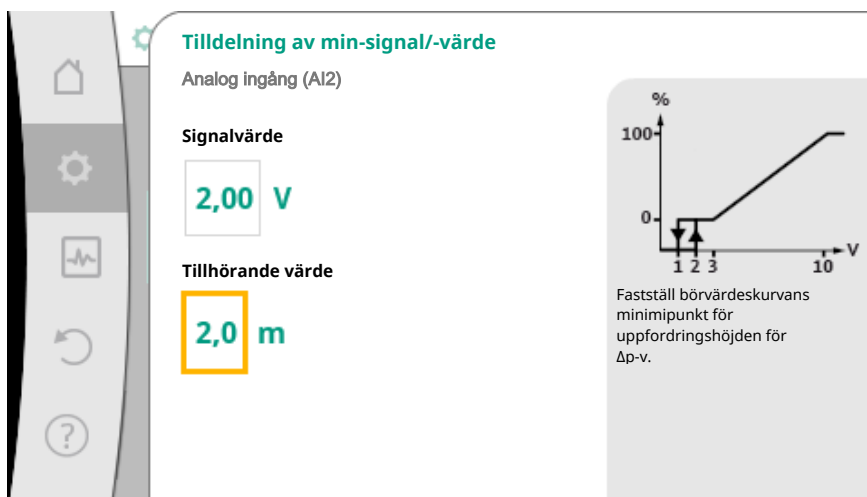 Tilldelning av min-signal/-värde
Analog ingång (AI2)
Signalvärde
2,00 V
Tillhörande värde
2,0 m
%
100
0
1 2 3 10 V
Fastställ börvärdeskurvans
minimipunkt för
uppfordringshöjden för
Δp-v.
?